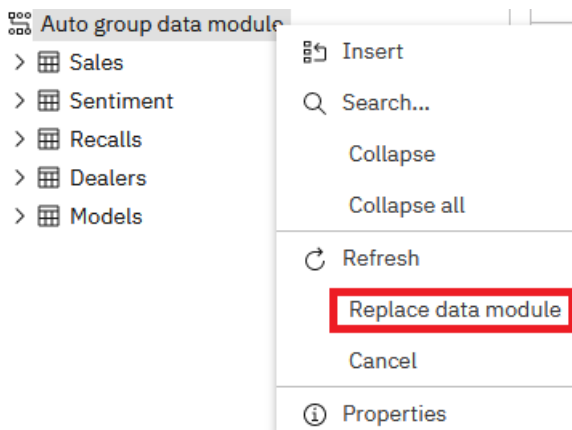 Auto group data module
Sales
Sentiment
Recalls
Dealers
Models
Insert
Search...
Collapse
Collapse all
Refresh
Replace data module
Cancel
Properties